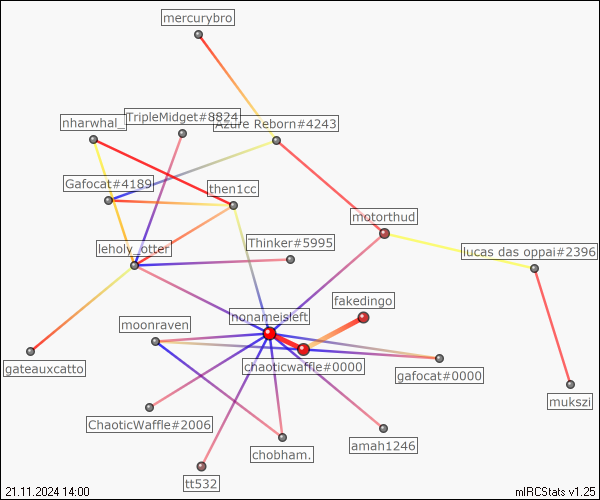 mercurybro
TripleMidget#8824
nharwhal_
Azure Reborn#4243
Gafocat#4189
then1cc
motorthud
leholy_otter
Thinker#5995
lucas das oppai#2396
fakedingo
nonameisleft
moonraven
gateauxcatto
chaoticwaffle#0000
gafocat#0000
mukszi
ChaoticWaffle#2006
chobham.
amah1246
tt532
21.11.2024 14:00
mIRCStats v1.25